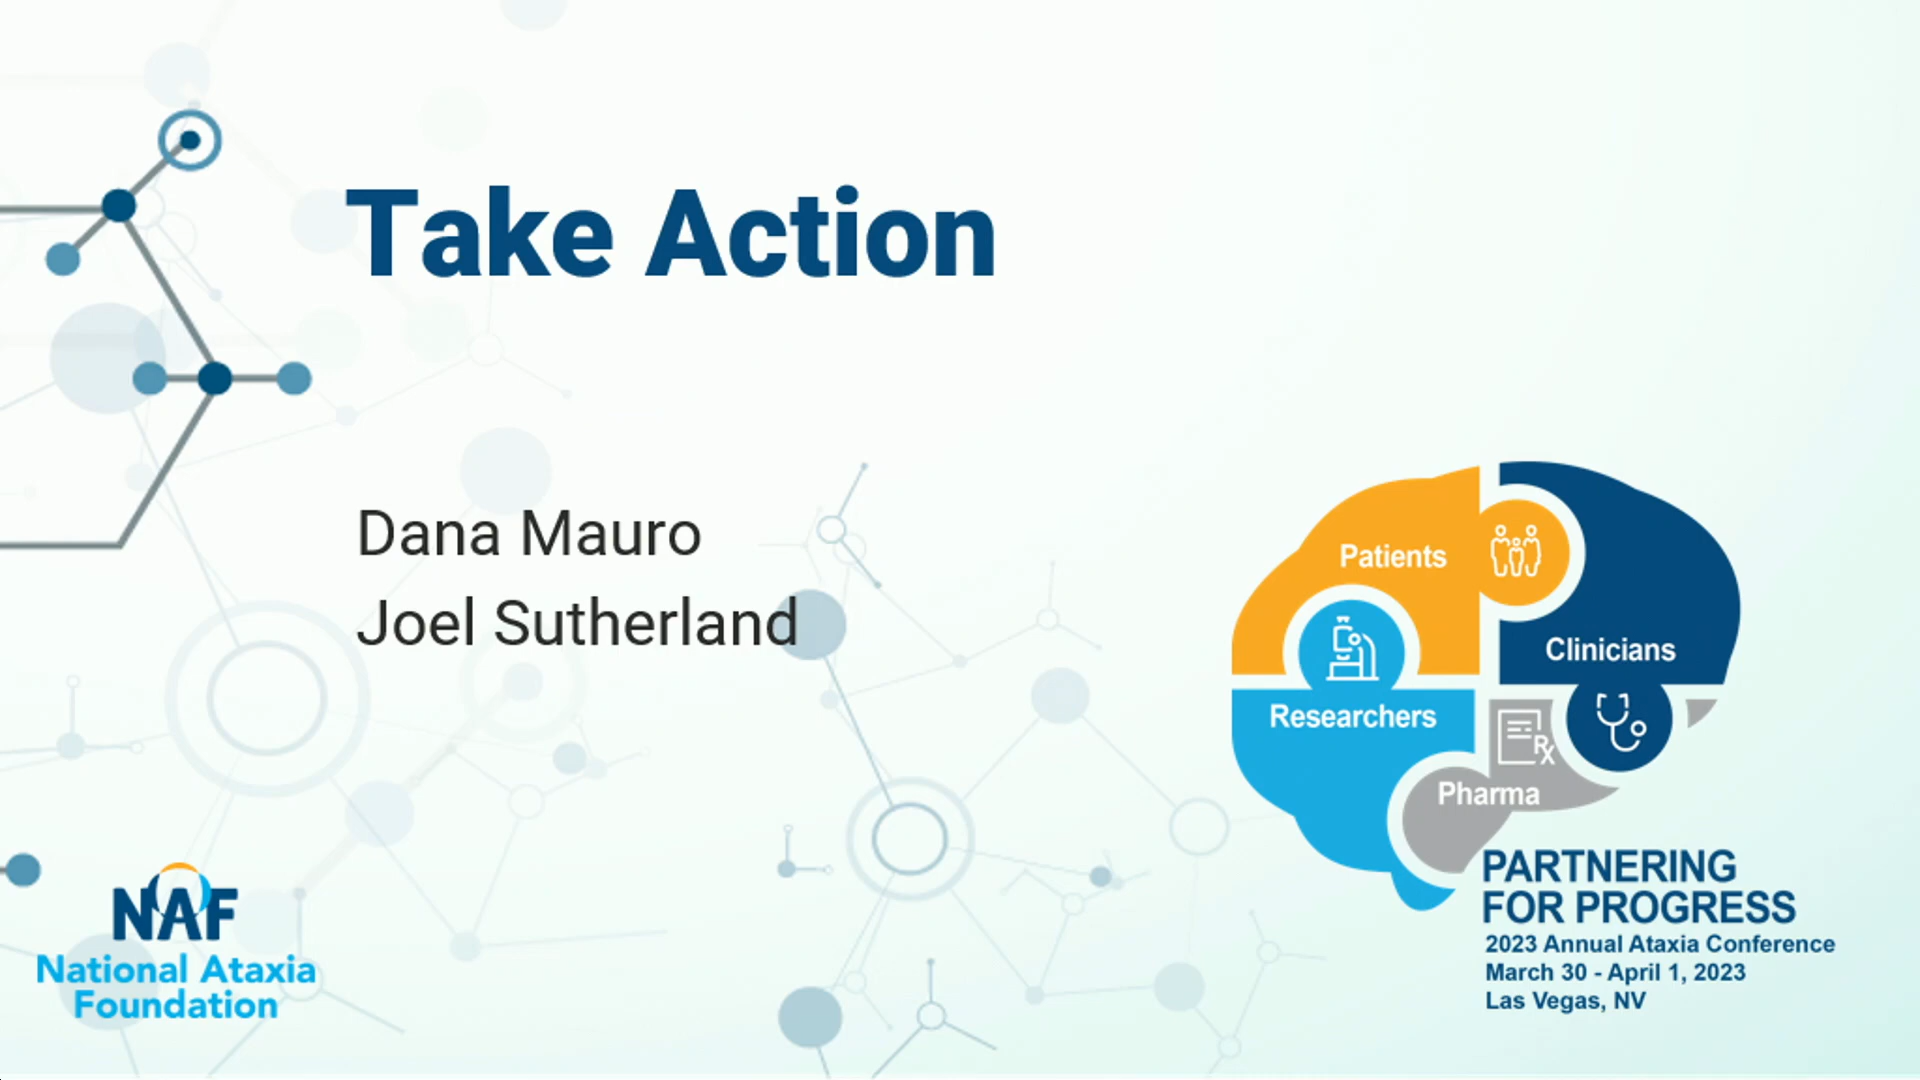 Take Action
Dana Mauro
Joel Sutherland
Patients
Clinicians
Researchers
Rx
Pharma
PARTNERING
FOR PROGRESS
2023 Annual Ataxia Conference
March 30 - April 1, 2023
Las Vegas, NV
NAF
National Ataxia
Foundation